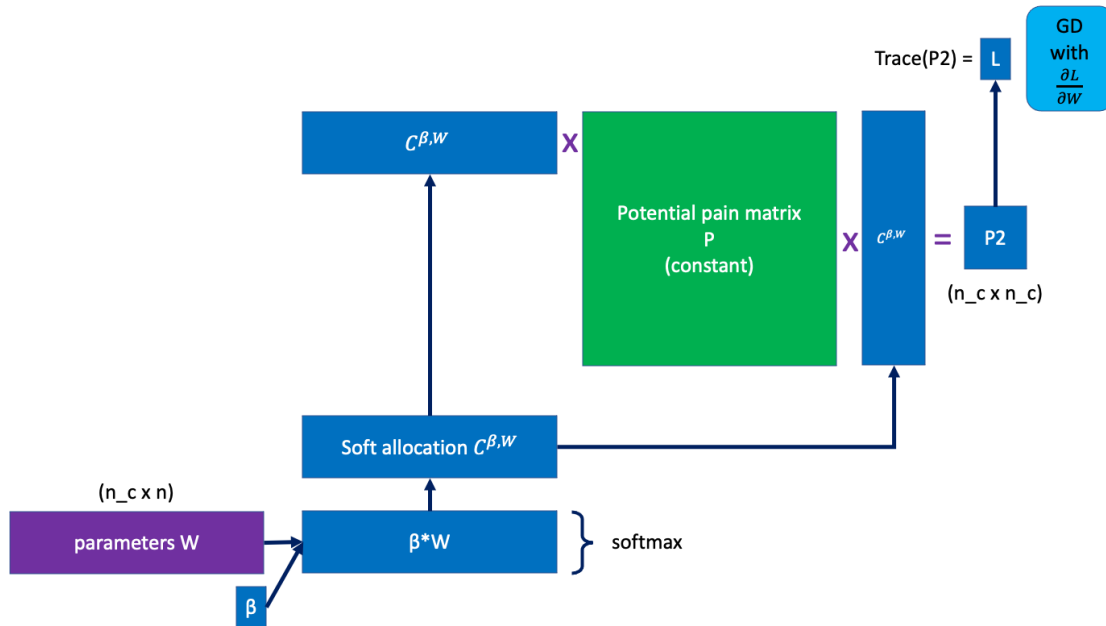 GD
with
∂L
∂W
Trace(P2) =
L
C^{β,W}
X
Potential pain matrix
P
(constant)
X
C^{β,W}
=
P2
(n_c x n_c)
Soft allocation C^{β,W}
(n_c x n)
parameters W
β*W
softmax
β